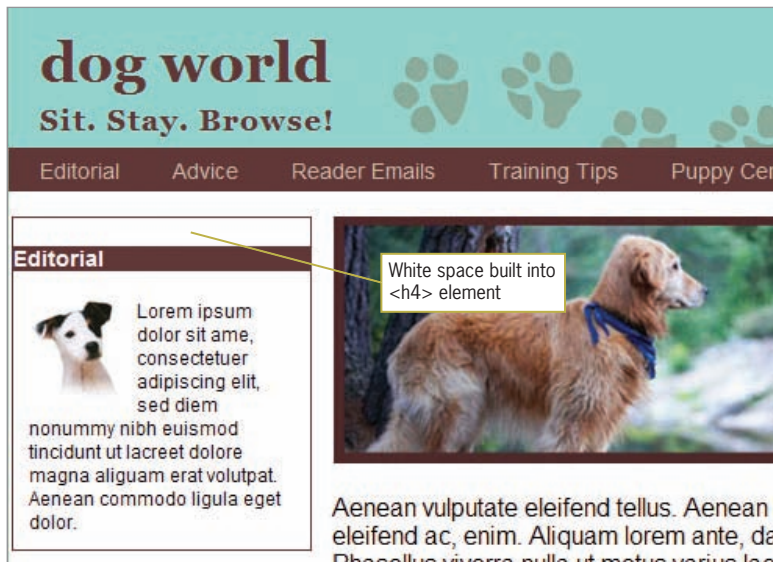 dog world
Sit. Stay. Browse!
Editorial Advice Reader Emails Training Tips Puppy
Editorial
White space built into
<h4> element
Lorem ipsum
dolor sit ame,
consectetuer
adipiscing elit,
sed diem
nonummy nibh euismod
tincidunt ut lacreet dolore
magna aliguam erat volutpat.
Aenean commodo ligula eget
dolor.
Aenean vulputate eleifend tellus. Aenean
eleifend ac, enim. Aliquam lorem ante,